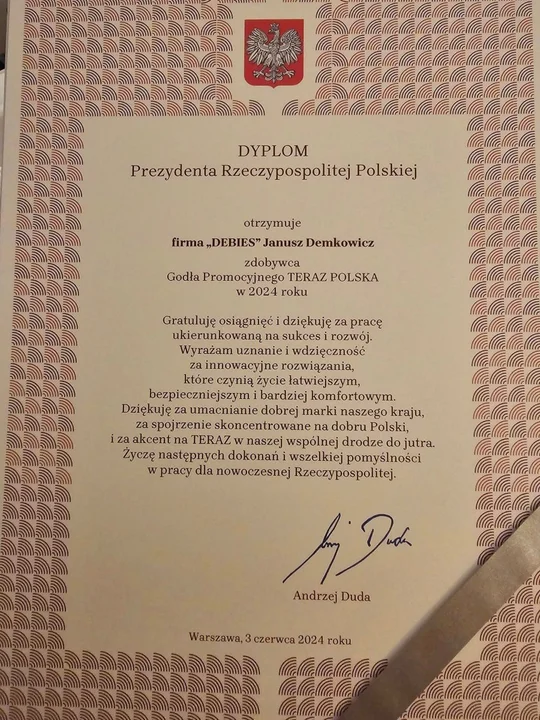 DYPLOM
Prezydenta Rzeczypospolitej Polskiej
otrzymuje
firma „DEBIES” Janusz Demkowicz
zdobywca
Godła Promocyjnego TERAZ POLSKA
w 2024 roku
Gratuluję osiągnięć i dziękuję za pracę
ukierunkowaną na sukces i rozwój.
Wyrażam uznanie i wdzięczność
za innowacyjne rozwiązania,
które czynią życie łatwiejszym,
bezpieczniejszym i bardziej komfortowym.
Dziękuję za umacnianie dobrej marki naszego kraju,
za spojrzenie skoncentrowane na dobru Polski,
i za akcent na TERAZ w naszej wspólnej drodze do jutra.
Życzę następnych dokonań i wszelkiej pomyślności
w pracy dla nowoczesnej Rzeczypospolitej.
Andrzej Duda
Warszawa, 3 czerwca 2024 roku